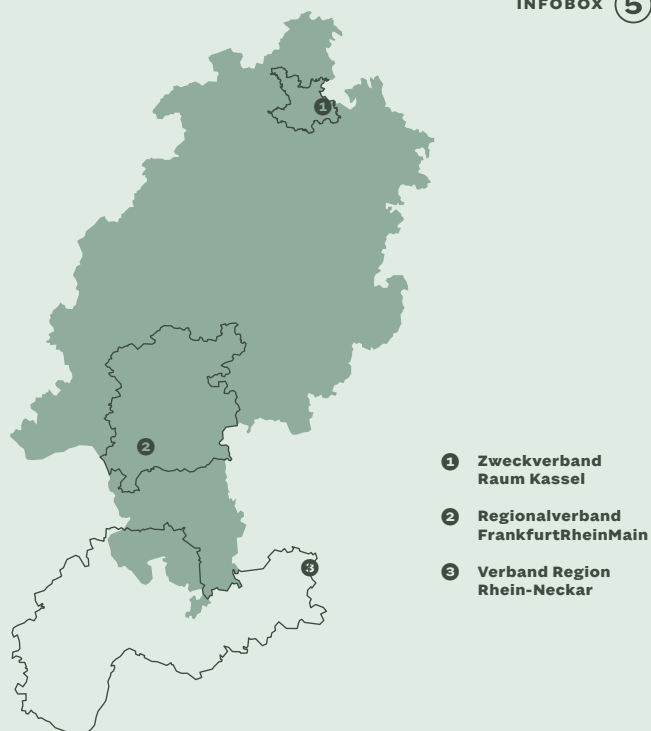 INFOBOX 5
1
2
3
1 Zweckverband
Raum Kassel
2 Regionalverband
FrankfurtRheinMain
3 Verband Region
Rhein-Neckar